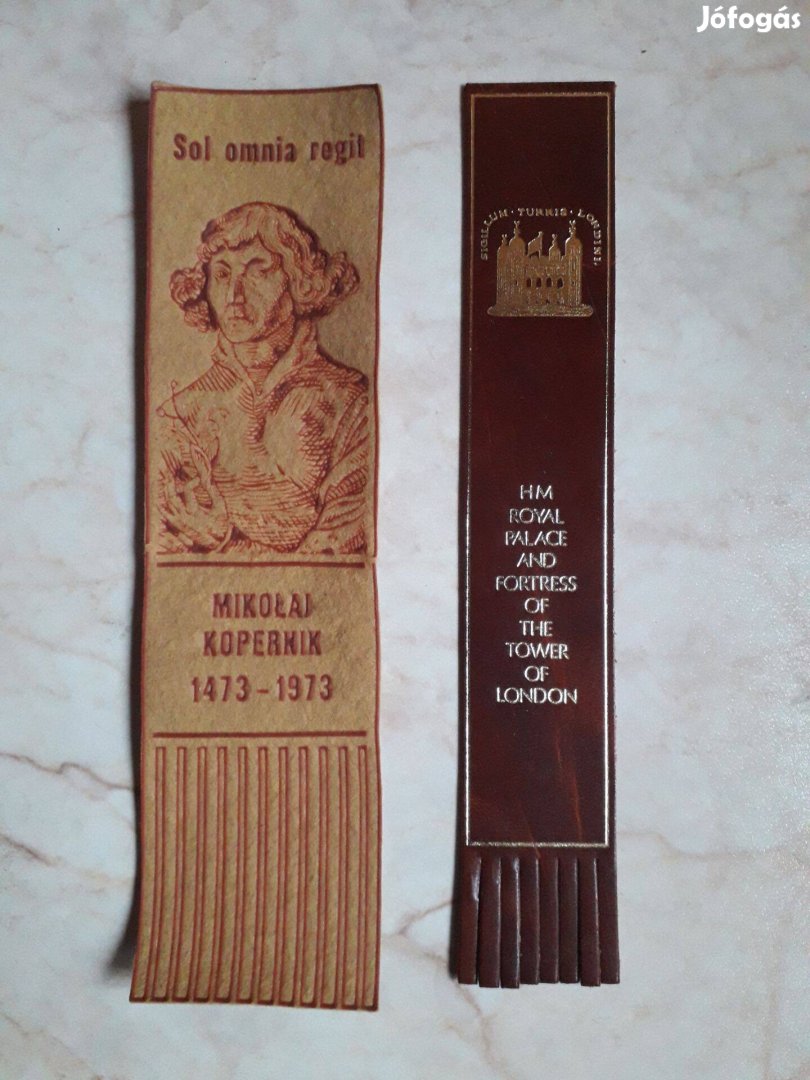 Jófogás
Sol omnia regit
MIKOŁAJ
KOPERNIK
1473-1973
SIGILLUM · TURRIS · LONDINI.
HM
ROYAL
PALACE
AND
FORTRESS
OF
THE
TOWER
OF
LONDON